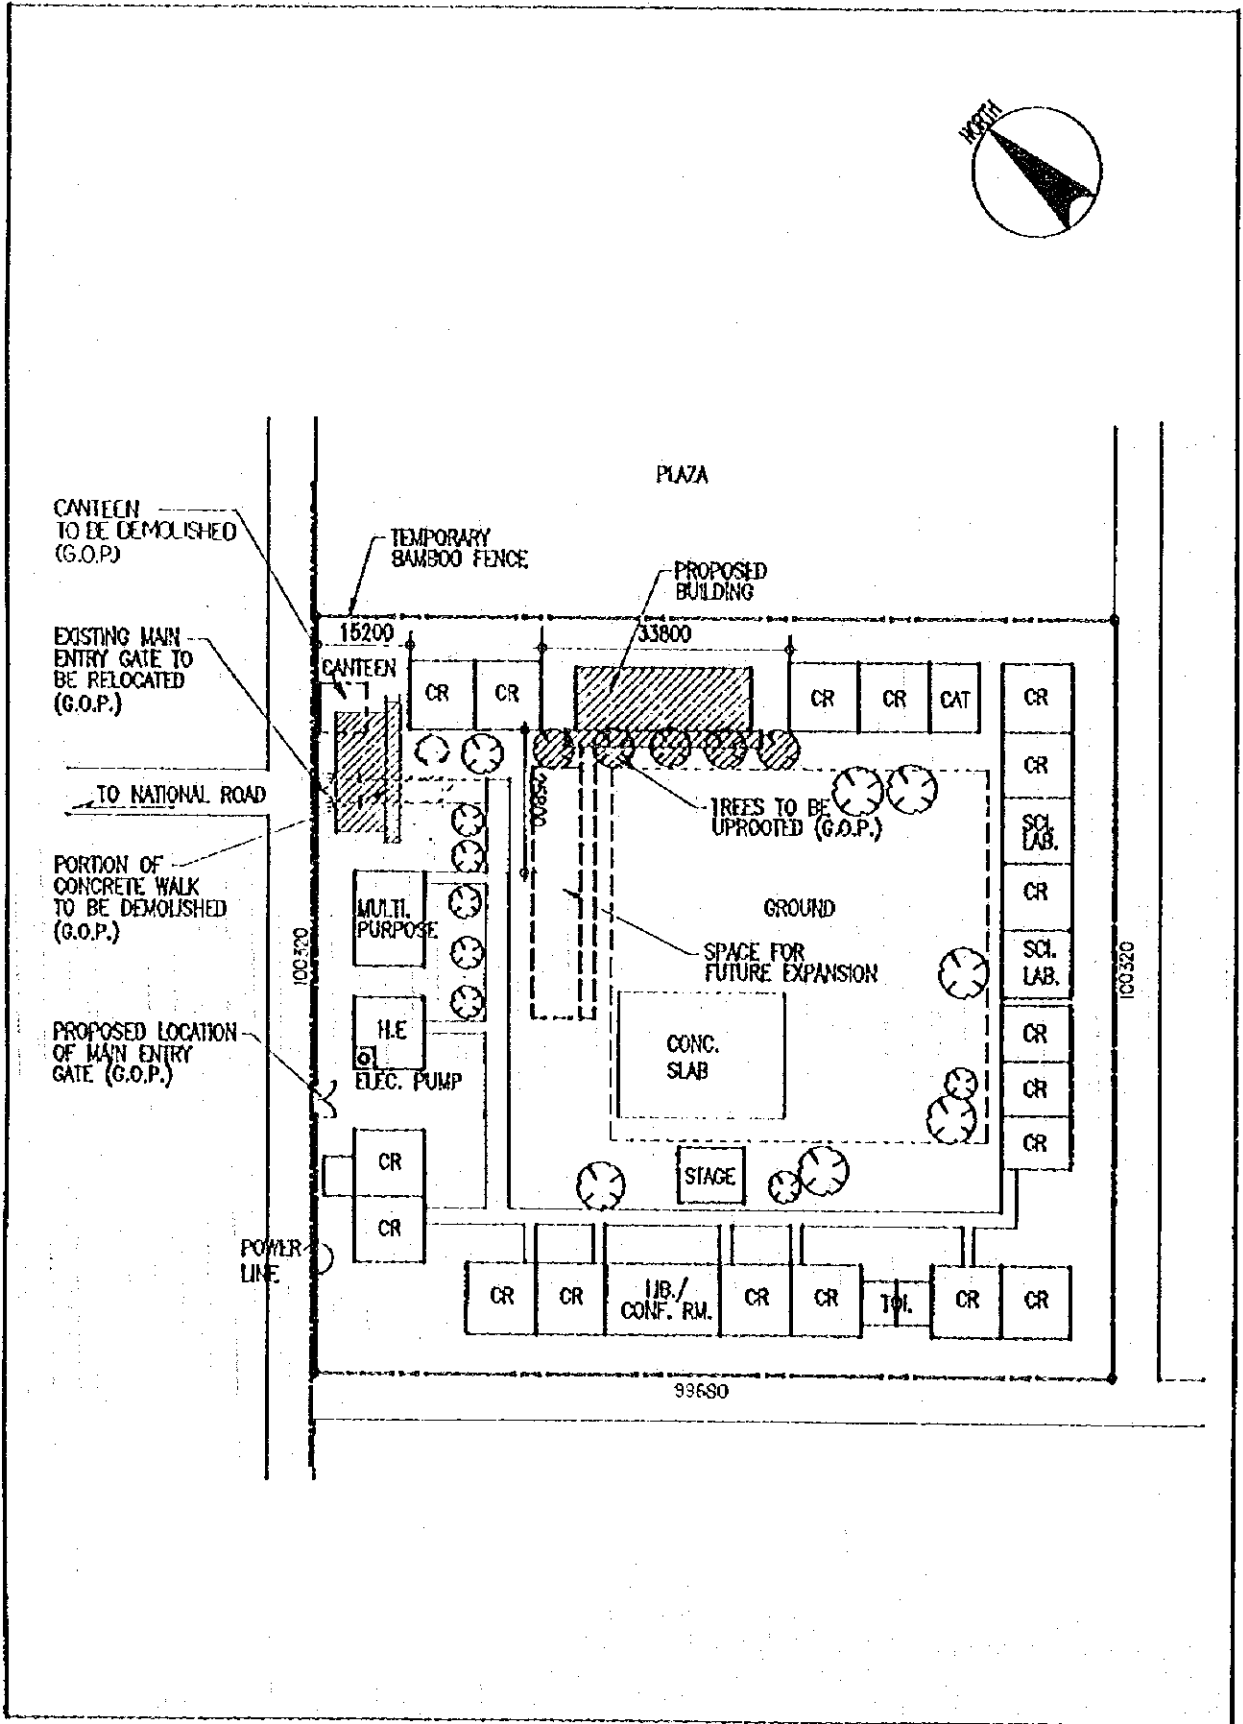 NORTH
PLAZA
CANTEEN
TO BE DEMOLISHED
(G.O.P.)
TEMPORARY
BAMBOO FENCE
PROPOSED
BUILDING
EXISTING MAIN
ENTRY GATE TO
BE RELOCATED
(G.O.P.)
15200
33800
CANTEEN
CR
CR
CR
CR
CAT
CR
CR
TO NATIONAL ROAD
25800
TREES TO BE
UPROOTED (G.O.P.)
SCI.
LAB.
PORTION OF
CONCRETE WALK
TO BE DEMOLISHED
(G.O.P.)
MULTI.
PURPOSE
GROUND
CR
100320
SPACE FOR
FUTURE EXPANSION
SCI.
LAB.
100320
PROPOSED LOCATION
OF MAIN ENTRY
GATE (G.O.P.)
H.E
ELEC. PUMP
CONC.
SLAB
CR
CR
CR
CR
CR
STAGE
POWER
LINE
CR
CR
LIB./
CONF. RM.
CR
CR
TOI.
CR
CR
99680